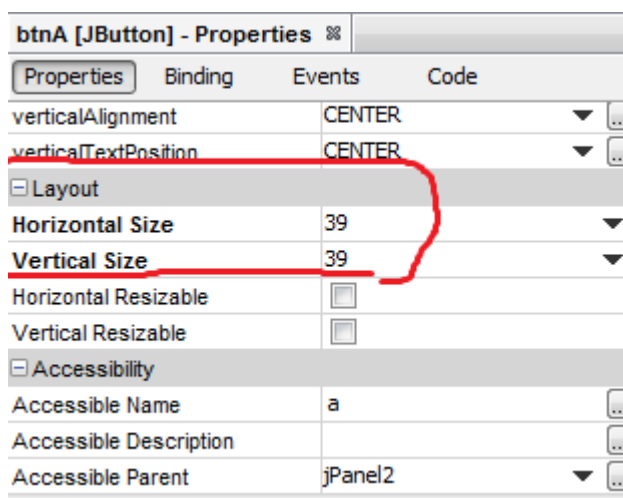 btnA [JButton] - Properties
Properties Binding Events Code
verticalAlignment CENTER ...
verticalTextPosition CENTER ...
Layout
Horizontal Size 39
Vertical Size 39
Horizontal Resizable
Vertical Resizable
Accessibility
Accessible Name a ...
Accessible Description ...
Accessible Parent jPanel2 ...